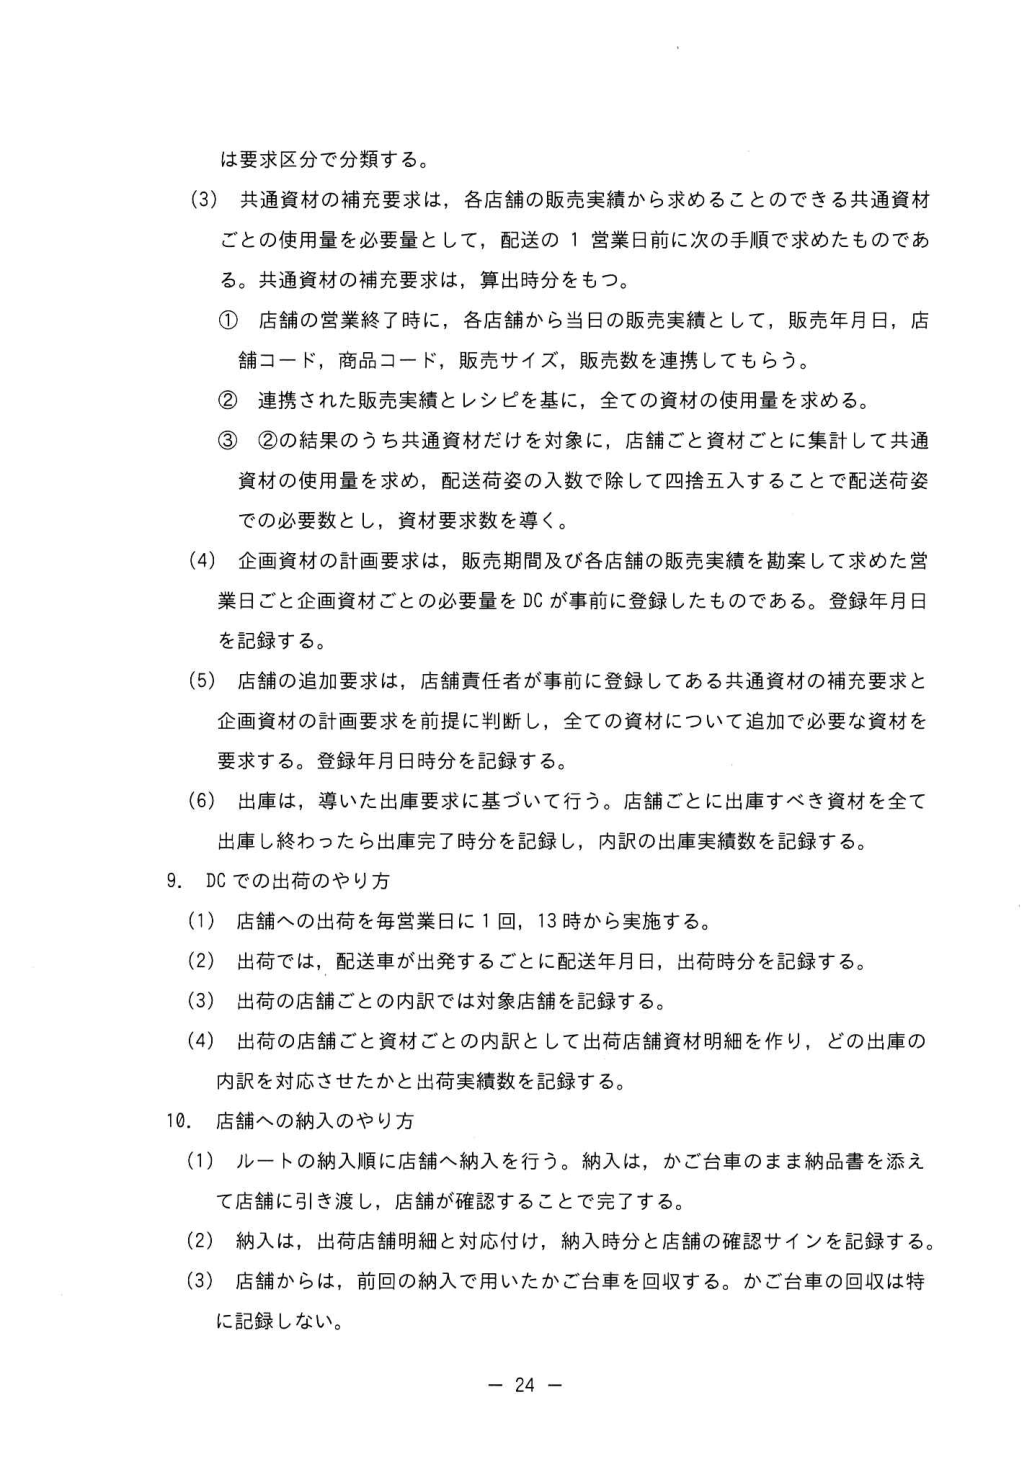 は要求区分で分類する。
(3) 共通資材の補充要求は，各店舗の販売実績から求めることのできる共通資材
ごとの使用量を必要量として，配送の 1 営業日前に次の手順で求めたものであ
る。共通資材の補充要求は，算出時分をもつ。
① 店舗の営業終了時に，各店舗から当日の販売実績として，販売年月日，店
舗コード，商品コード，販売サイズ，販売数を連携してもらう。
② 連携された販売実績とレシピを基に，全ての資材の使用量を求める。
③ ②の結果のうち共通資材だけを対象に，店舗ごと資材ごとに集計して共通
資材の使用量を求め，配送荷姿の入数で除して四捨五入することで配送荷姿
での必要数とし，資材要求数を導く。
(4) 企画資材の計画要求は，販売期間及び各店舗の販売実績を勘案して求めた営
業日ごと企画資材ごとの必要量を DC が事前に登録したものである。登録年月日
を記録する。
(5) 店舗の追加要求は，店舗責任者が事前に登録してある共通資材の補充要求と
企画資材の計画要求を前提に判断し，全ての資材について追加で必要な資材を
要求する。登録年月日時分を記録する。
(6) 出庫は，導いた出庫要求に基づいて行う。店舗ごとに出庫すべき資材を全て
出庫し終わったら出庫完了時分を記録し，内訳の出庫実績数を記録する。
9. DC での出荷のやり方
(1) 店舗への出荷を毎営業日に 1 回，13 時から実施する。
(2) 出荷では，配送車が出発するごとに配送年月日，出荷時分を記録する。
(3) 出荷の店舗ごとの内訳では対象店舗を記録する。
(4) 出荷の店舗ごと資材ごとの内訳として出荷店舗資材明細を作り，どの出庫の
内訳を対応させたかと出荷実績数を記録する。
10. 店舗への納入のやり方
(1) ルートの納入順に店舗へ納入を行う。納入は，かご台車のまま納品書を添え
て店舗に引き渡し，店舗が確認することで完了する。
(2) 納入は，出荷店舗明細と対応付け，納入時分と店舗の確認サインを記録する。
(3) 店舗からは，前回の納入で用いたかご台車を回収する。かご台車の回収は特
に記録しない。
— 24 —